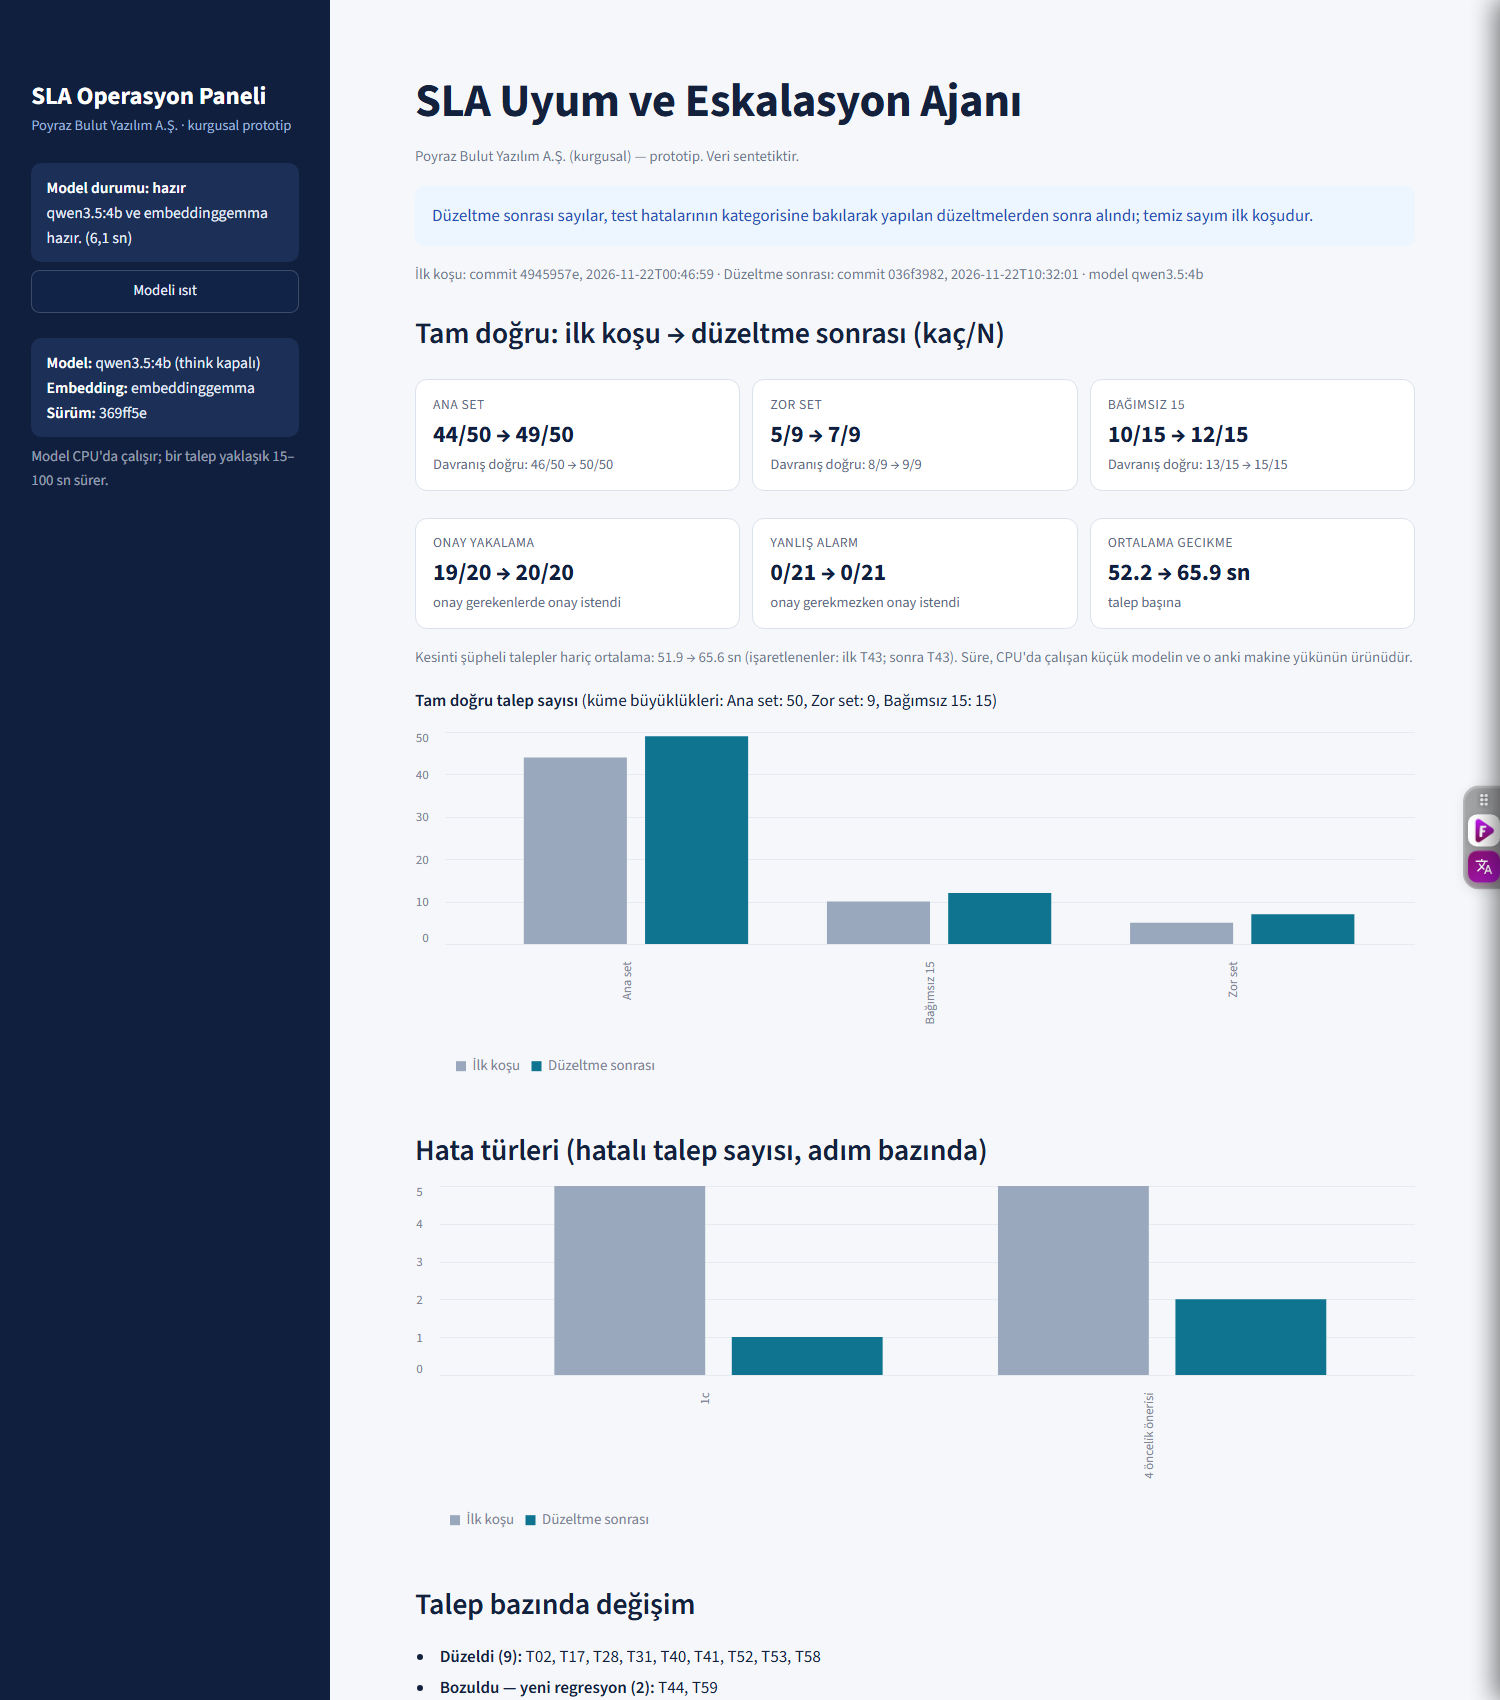 SLA Operasyon Paneli
Poyraz Bulut Yazılım A.Ş. · kurgusal prototip
Model durumu: hazır
qwen3.5:4b ve embeddinggemma
hazır. (6,1 sn)
Modeli ısıt
Model: qwen3.5:4b (think kapalı)
Embedding: embeddinggemma
Sürüm: 369ff5e
Model CPU'da çalışır; bir talep yaklaşık 15–
100 sn sürer.
SLA Uyum ve Eskalasyon Ajanı
Poyraz Bulut Yazılım A.Ş. (kurgusal) — prototip. Veri sentetiktir.
Düzeltme sonrası sayılar, test hatalarının kategorisine bakılarak yapılan düzeltmelerden sonra alındı; temiz sayım ilk koşudur.
İlk koşu: commit 4945957e, 2026-11-22T00:46:59 · Düzeltme sonrası: commit 036f3982, 2026-11-22T10:32:01 · model qwen3.5:4b
Tam doğru: ilk koşu → düzeltme sonrası (kaç/N)
ANA SET
44/50 → 49/50
Davranış doğru: 46/50 → 50/50
ZOR SET
5/9 → 7/9
Davranış doğru: 8/9 → 9/9
BAĞIMSIZ 15
10/15 → 12/15
Davranış doğru: 13/15 → 15/15
ONAY YAKALAMA
19/20 → 20/20
onay gerekenlerde onay istendi
YANLIŞ ALARM
0/21 → 0/21
onay gerekmezken onay istendi
ORTALAMA GECIKME
52.2 → 65.9 sn
talep başına
Kesinti şüpheli talepler hariç ortalama: 51.9 → 65.6 sn (işaretlenenler: ilk T43; sonra T43). Süre, CPU'da çalışan küçük modelin ve o anki makine yükünün ürünüdür.
Tam doğru talep sayısı (küme büyüklükleri: Ana set: 50, Zor set: 9, Bağımsız 15: 15)
50
40
30
20
10
0
Ana set
Bağımsız 15
Zor set
İlk koşu
Düzeltme sonrası
Hata türleri (hatalı talep sayısı, adım bazında)
5
4
3
2
1
0
1c
4 öncelik önerisi
İlk koşu
Düzeltme sonrası
Talep bazında değişim
• Düzeldi (9): T02, T17, T28, T31, T40, T41, T52, T53, T58
• Bozuldu — yeni regresyon (2): T44, T59